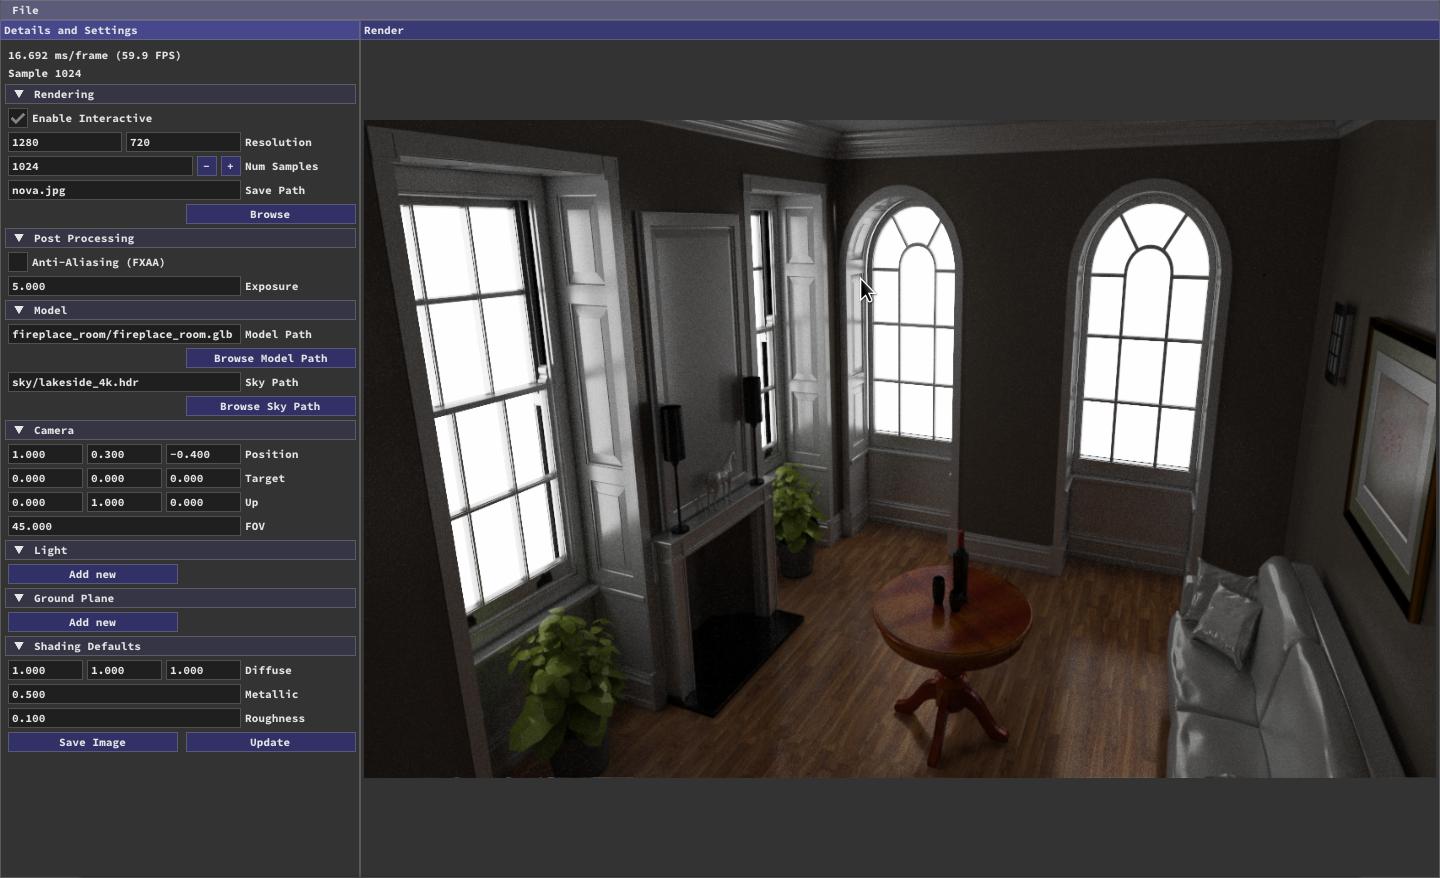 File
Details and Settings
Render
16.692 ms/frame (59.9 FPS)
Sample 1024
Rendering
Enable Interactive
1280 720 Resolution
1024 - + Num Samples
nova.jpg Save Path
Browse
Post Processing
Anti-Aliasing (FXAA)
5.000 Exposure
Model
fireplace_room/fireplace_room.glb Model Path
Browse Model Path
sky/lakeside_4k.hdr Sky Path
Browse Sky Path
Camera
1.000 0.300 -0.400 Position
0.000 0.000 0.000 Target
0.000 1.000 0.000 Up
45.000 FOV
Light
Add new
Ground Plane
Add new
Shading Defaults
1.000 1.000 1.000 Diffuse
0.500 Metallic
0.100 Roughness
Save Image Update